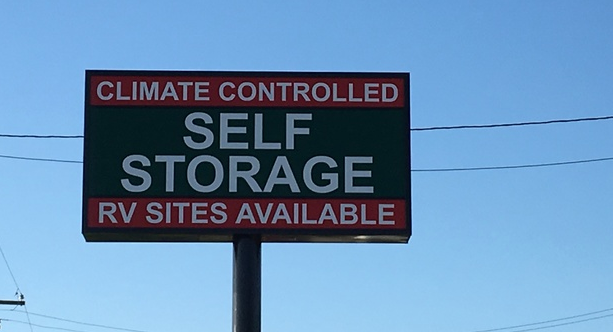 CLIMATE CONTROLLED
SELF
STORAGE
RV SITES AVAILABLE